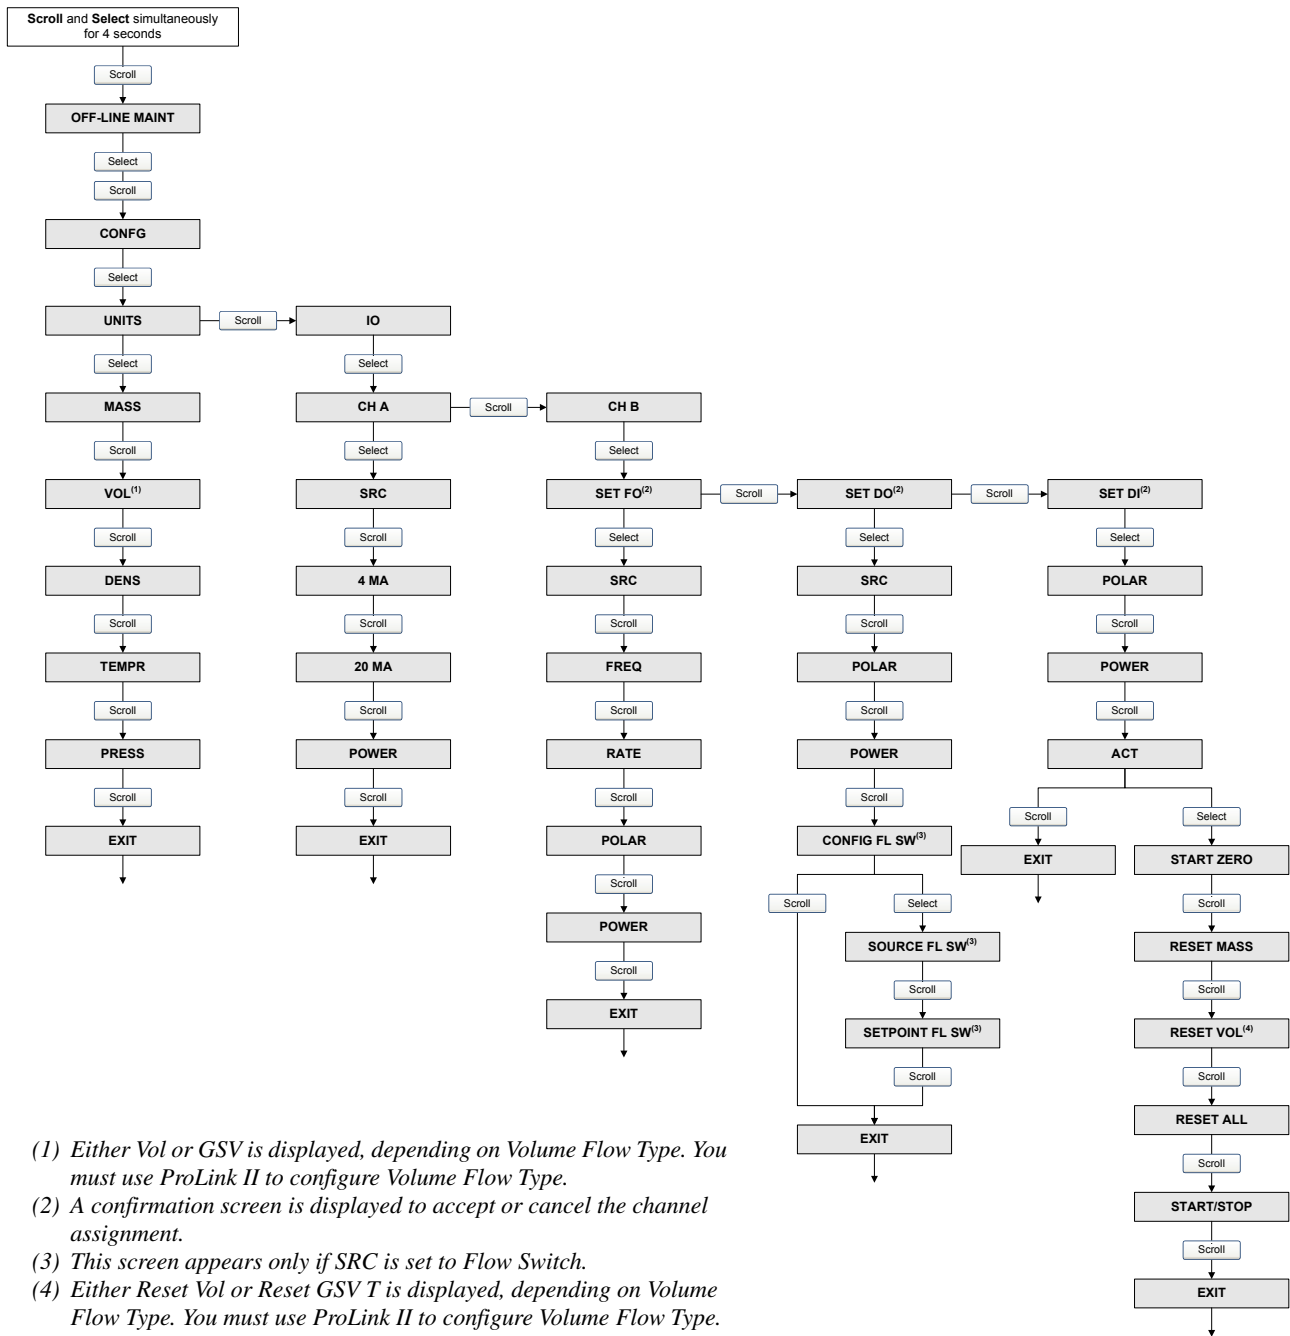 Scroll and Select simultaneously
for 4 seconds
Scroll
OFF-LINE MAINT
Select
Scroll
CONFG
Select
UNITS
Scroll
IO
Select
MASS
Scroll
VOL(1)
Scroll
DENS
Scroll
TEMPR
Scroll
PRESS
Scroll
EXIT
Select
CH A
Scroll
CH B
Select
SRC
Scroll
4 MA
Scroll
20 MA
Scroll
POWER
Scroll
EXIT
Select
SET FO(2)
Scroll
SET DO(2)
Scroll
SET DI(2)
Select
SRC
Scroll
FREQ
Scroll
RATE
Scroll
POLAR
Scroll
POWER
Scroll
EXIT
Select
SRC
Scroll
POLAR
Scroll
POWER
Scroll
CONFIG FL SW(3)
Scroll
Select
SOURCE FL SW(3)
Scroll
SETPOINT FL SW(3)
Scroll
EXIT
Select
POLAR
Scroll
POWER
Scroll
ACT
Scroll
EXIT
Select
START ZERO
Scroll
RESET MASS
Scroll
RESET VOL(4)
Scroll
RESET ALL
Scroll
START/STOP
Scroll
EXIT
(1) Either Vol or GSV is displayed, depending on Volume Flow Type. You
must use ProLink II to configure Volume Flow Type.
(2) A confirmation screen is displayed to accept or cancel the channel
assignment.
(3) This screen appears only if SRC is set to Flow Switch.
(4) Either Reset Vol or Reset GSV T is displayed, depending on Volume
Flow Type. You must use ProLink II to configure Volume Flow Type.